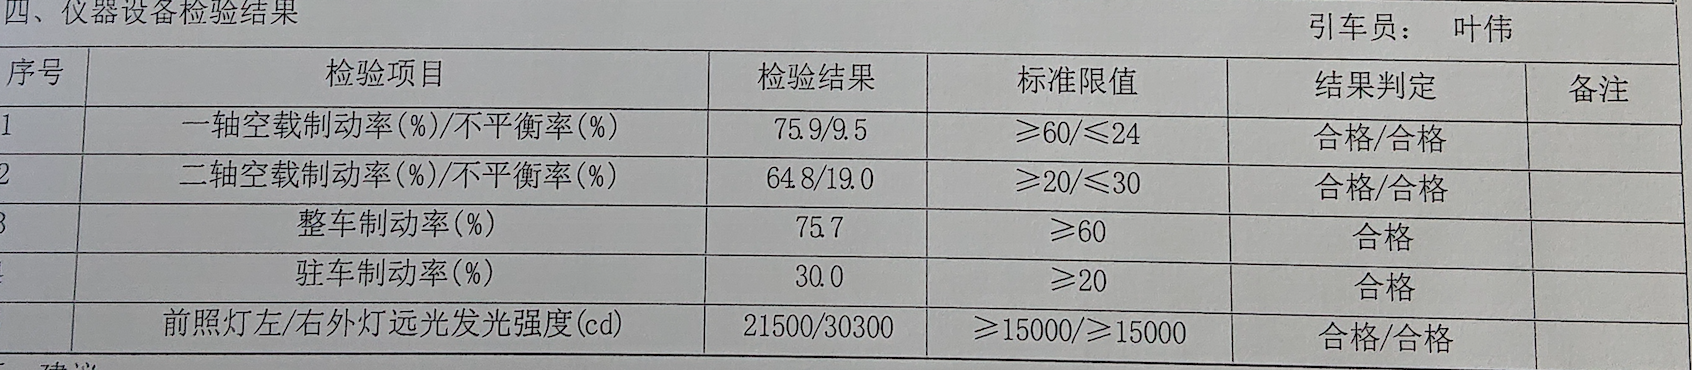 四、仪器设备检验结果
引车员： 叶伟
序号 检验项目 检验结果 标准限值 结果判定 备注
1 一轴空载制动率(%)/不平衡率(%) 75.9/9.5 ≥60/≤24 合格/合格
2 二轴空载制动率(%)/不平衡率(%) 64.8/19.0 ≥20/≤30 合格/合格
3 整车制动率(%) 75.7 ≥60 合格
驻车制动率(%) 30.0 ≥20 合格
前照灯左/右外灯远光发光强度(cd) 21500/30300 ≥15000/≥15000 合格/合格
建议